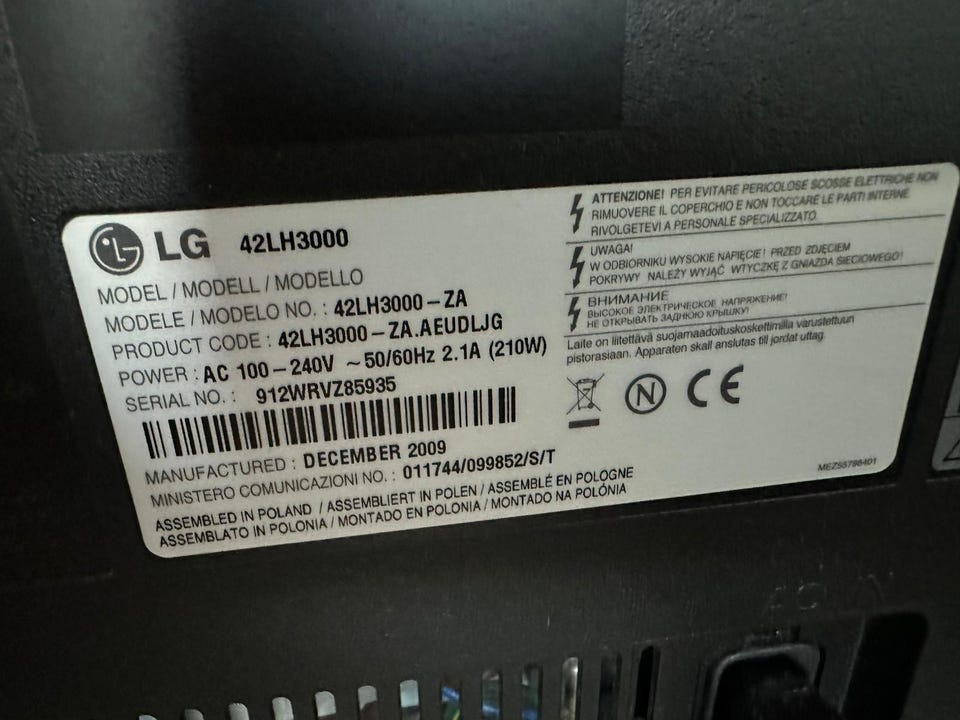 LG 42LH3000
MODEL / MODELL / MODELLO
MODELE / MODELO NO. : 42LH3000-ZA
PRODUCT CODE : 42LH3000-ZA.AEUDLJG
POWER : AC 100-240V ~50/60Hz 2.1A (210W)
SERIAL NO. : 912WRVZ85935
MANUFACTURED : DECEMBER 2009
MINISTERO COMUNICAZIONI NO. : 011744/099852/S/T
ASSEMBLED IN POLAND / ASSEMBLIERT IN POLEN / ASSEMBLÉ EN POLOGNE
ASSEMBLATO IN POLONIA / MONTADO EN POLONIA / MONTADO NA POLÓNIA
ATTENZIONE! PER EVITARE PERICOLOSE SCOSSE ELETTRICHE NON
RIMUOVERE IL COPERCHIO E NON TOCCARE LE PARTI INTERNE
RIVOLGETEVI A PERSONALE SPECIALIZZATO.
UWAGA!
W ODBIORNIKU WYSOKIE NAPIĘCIE! PRZED ZDJĘCIEM
POKRYWY NALEŻY WYJĄĆ WTYCZKĘ Z GNIAZDA SIECIOWEGO!
ВНИМАНИЕ
ВЫСОКОЕ ЭЛЕКТРИЧЕСКОЕ НАПРЯЖЕНИЕ!
НЕ ОТКРЫВАТЬ ЗАДНЮЮ КРЫШКУ!
Laite on liitettävä suojamaadoituskoskettimilla varustettuun
pistorasiaan. Apparaten skall anslutas till jordat uttag
N CE
MEZ55788401